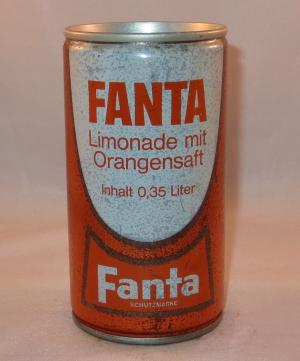 FANTA
Limonade mit
Orangensaft
Inhalt 0,35 Liter
Fanta
SCHUTZMARKE